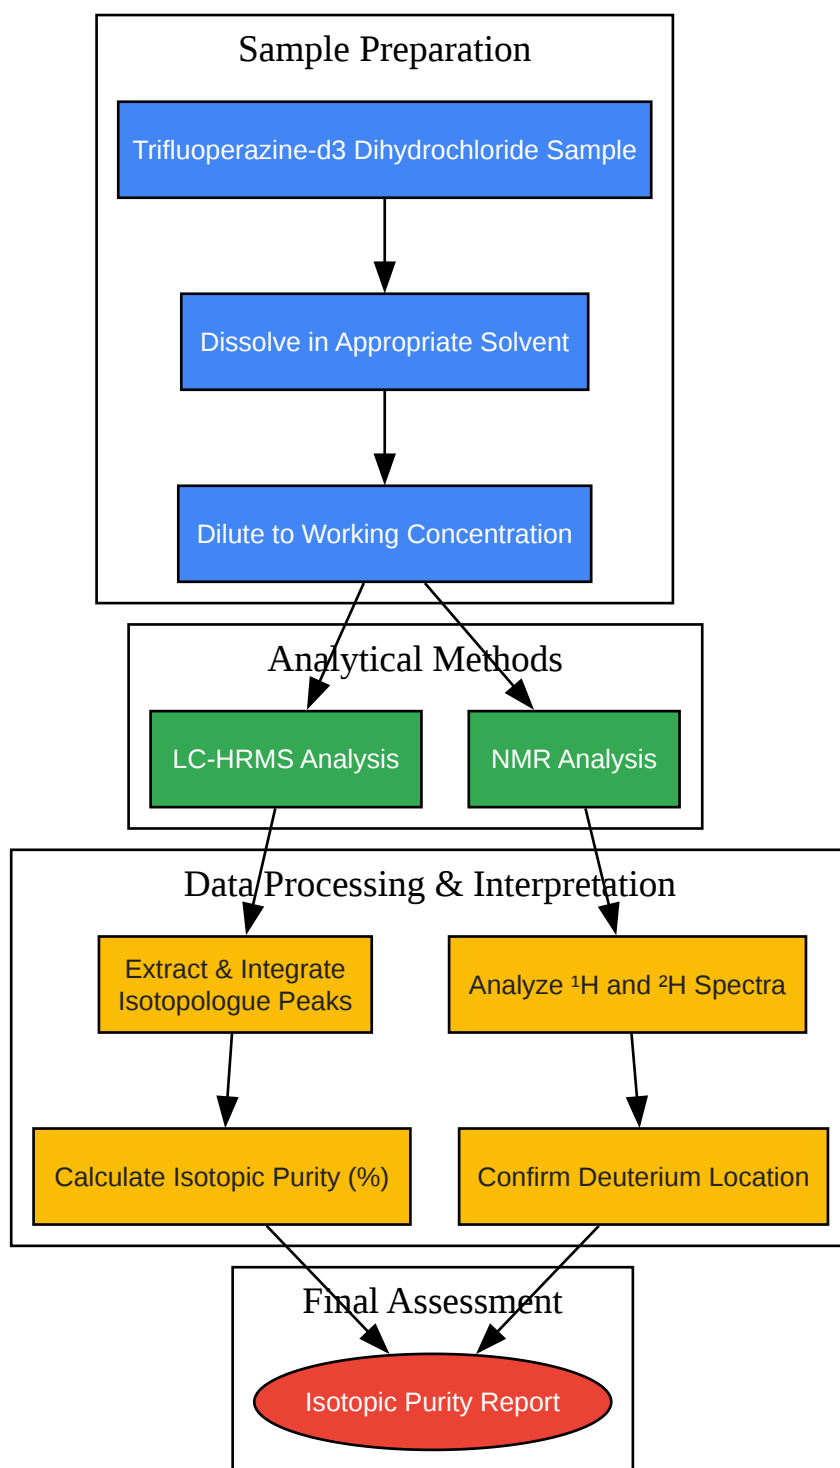 Sample Preparation
Trifluoperazine-d3 Dihydrochloride Sample
Dissolve in Appropriate Solvent
Dilute to Working Concentration
Analytical Methods
LC-HRMS Analysis
NMR Analysis
Data Processing & Interpretation
Extract & Integrate
Isotopologue Peaks
Analyze ¹H and ²H Spectra
Calculate Isotopic Purity (%)
Confirm Deuterium Location
Final Assessment
Isotopic Purity Report